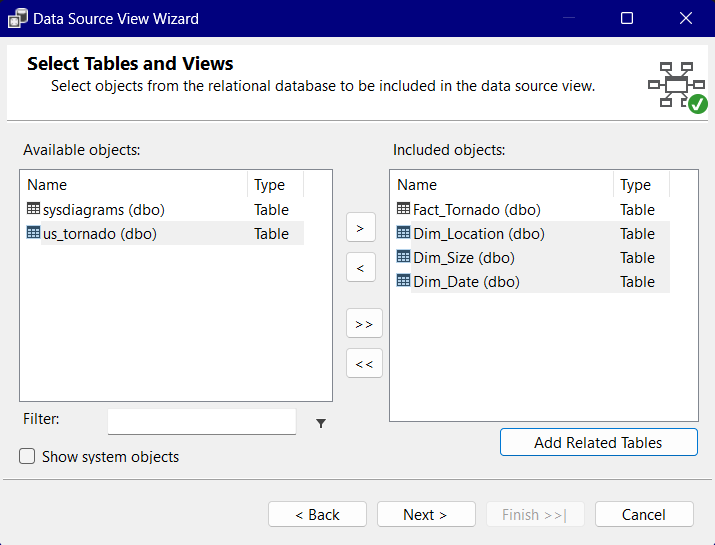 Data Source View Wizard
Select Tables and Views
Select objects from the relational database to be included in the data source view.
Available objects:
Name Type
sysdiagrams (dbo) Table
us_tornado (dbo) Table
>
<
>>
<<
Included objects:
Name Type
Fact_Tornado (dbo) Table
Dim_Location (dbo) Table
Dim_Size (dbo) Table
Dim_Date (dbo) Table
Filter:
Add Related Tables
Show system objects
< Back Next > Finish >>| Cancel